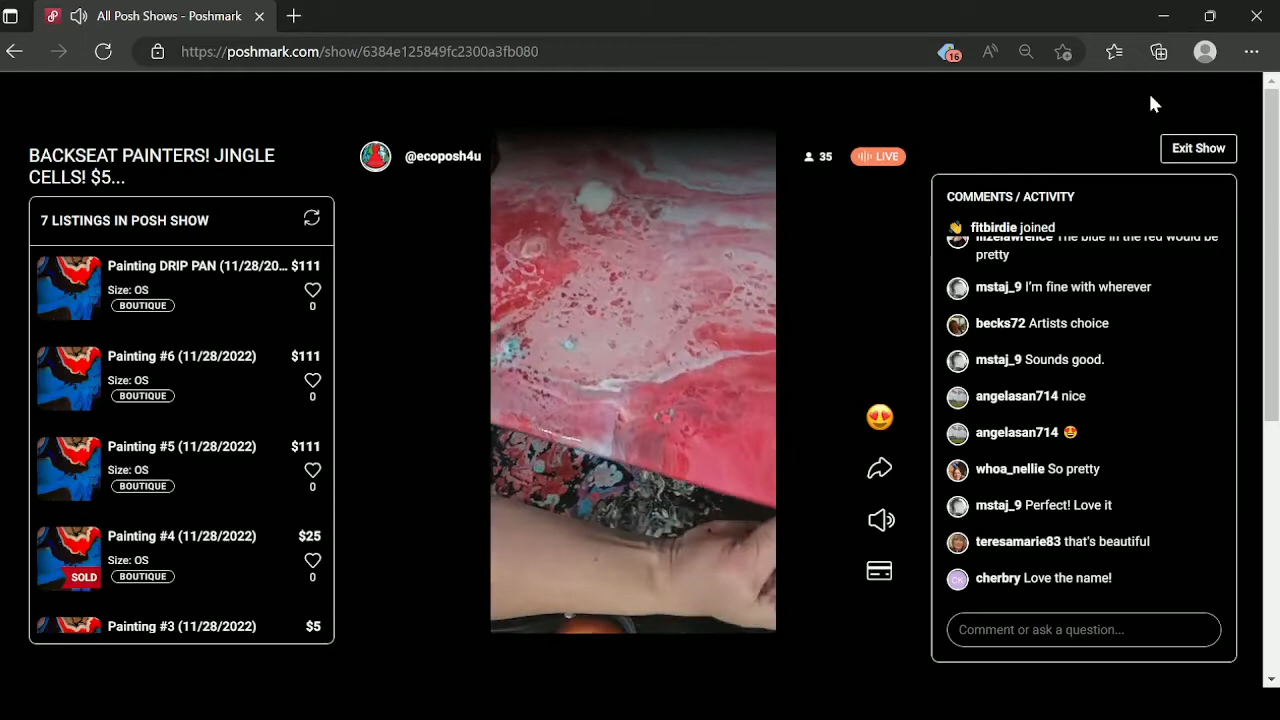 All Posh Shows - Poshmark
https://poshmark.com/show/6384e125849fc2300a3fb080
16
BACKSEAT PAINTERS! JINGLE
CELLS! $5...
7 LISTINGS IN POSH SHOW
Painting DRIP PAN (11/28/20... $111
Size: OS
BOUTIQUE
0
Painting #6 (11/28/2022) $111
Size: OS
BOUTIQUE
0
Painting #5 (11/28/2022) $111
Size: OS
BOUTIQUE
0
Painting #4 (11/28/2022) $25
Size: OS
SOLD
BOUTIQUE
0
Painting #3 (11/28/2022) $5
@ecoposh4u
35
LIVE
Exit Show
COMMENTS / ACTIVITY
fitbirdie joined
The blue in the red would be
pretty
mstaj_9 I'm fine with wherever
becks72 Artists choice
mstaj_9 Sounds good.
angelasan714 nice
angelasan714 😍
whoa_nellie So pretty
mstaj_9 Perfect! Love it
teresamarie83 that's beautiful
CK
cherbry Love the name!
Comment or ask a question...